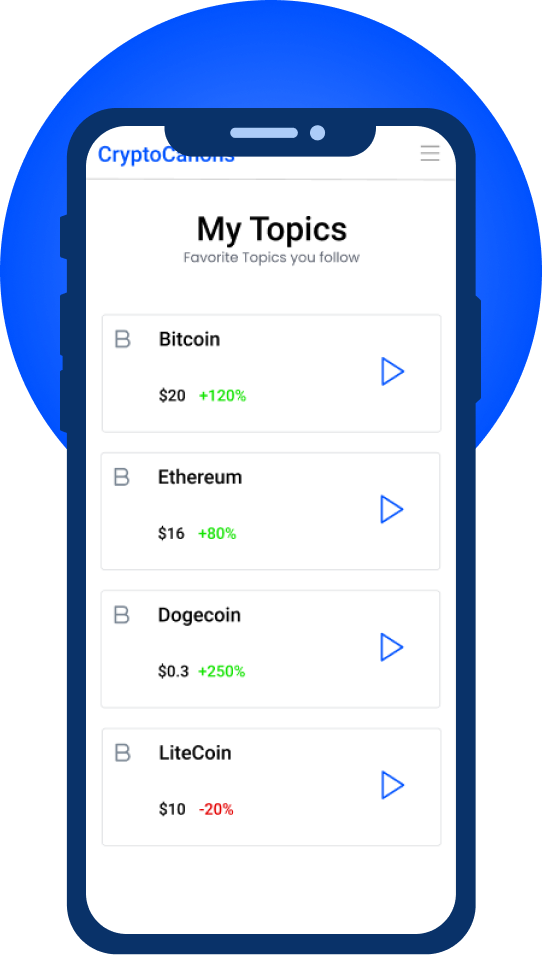 CryptoCanons
My Topics
Favorite Topics you follow
Bitcoin
$20 +120%
Ethereum
$16 +80%
Dogecoin
$0.3 +250%
LiteCoin
$10 -20%